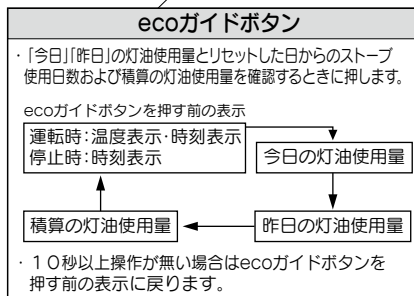 ecoガイドボタン
・「今日」「昨日」の灯油使用量とリセットした日からのストーブ
使用日数および積算の灯油使用量を確認するときに押します。
ecoガイドボタンを押す前の表示
運転時：温度表示・時刻表示
停止時：時刻表示
今日の灯油使用量
昨日の灯油使用量
積算の灯油使用量
・１０秒以上操作が無い場合はecoガイドボタンを
押す前の表示に戻ります。